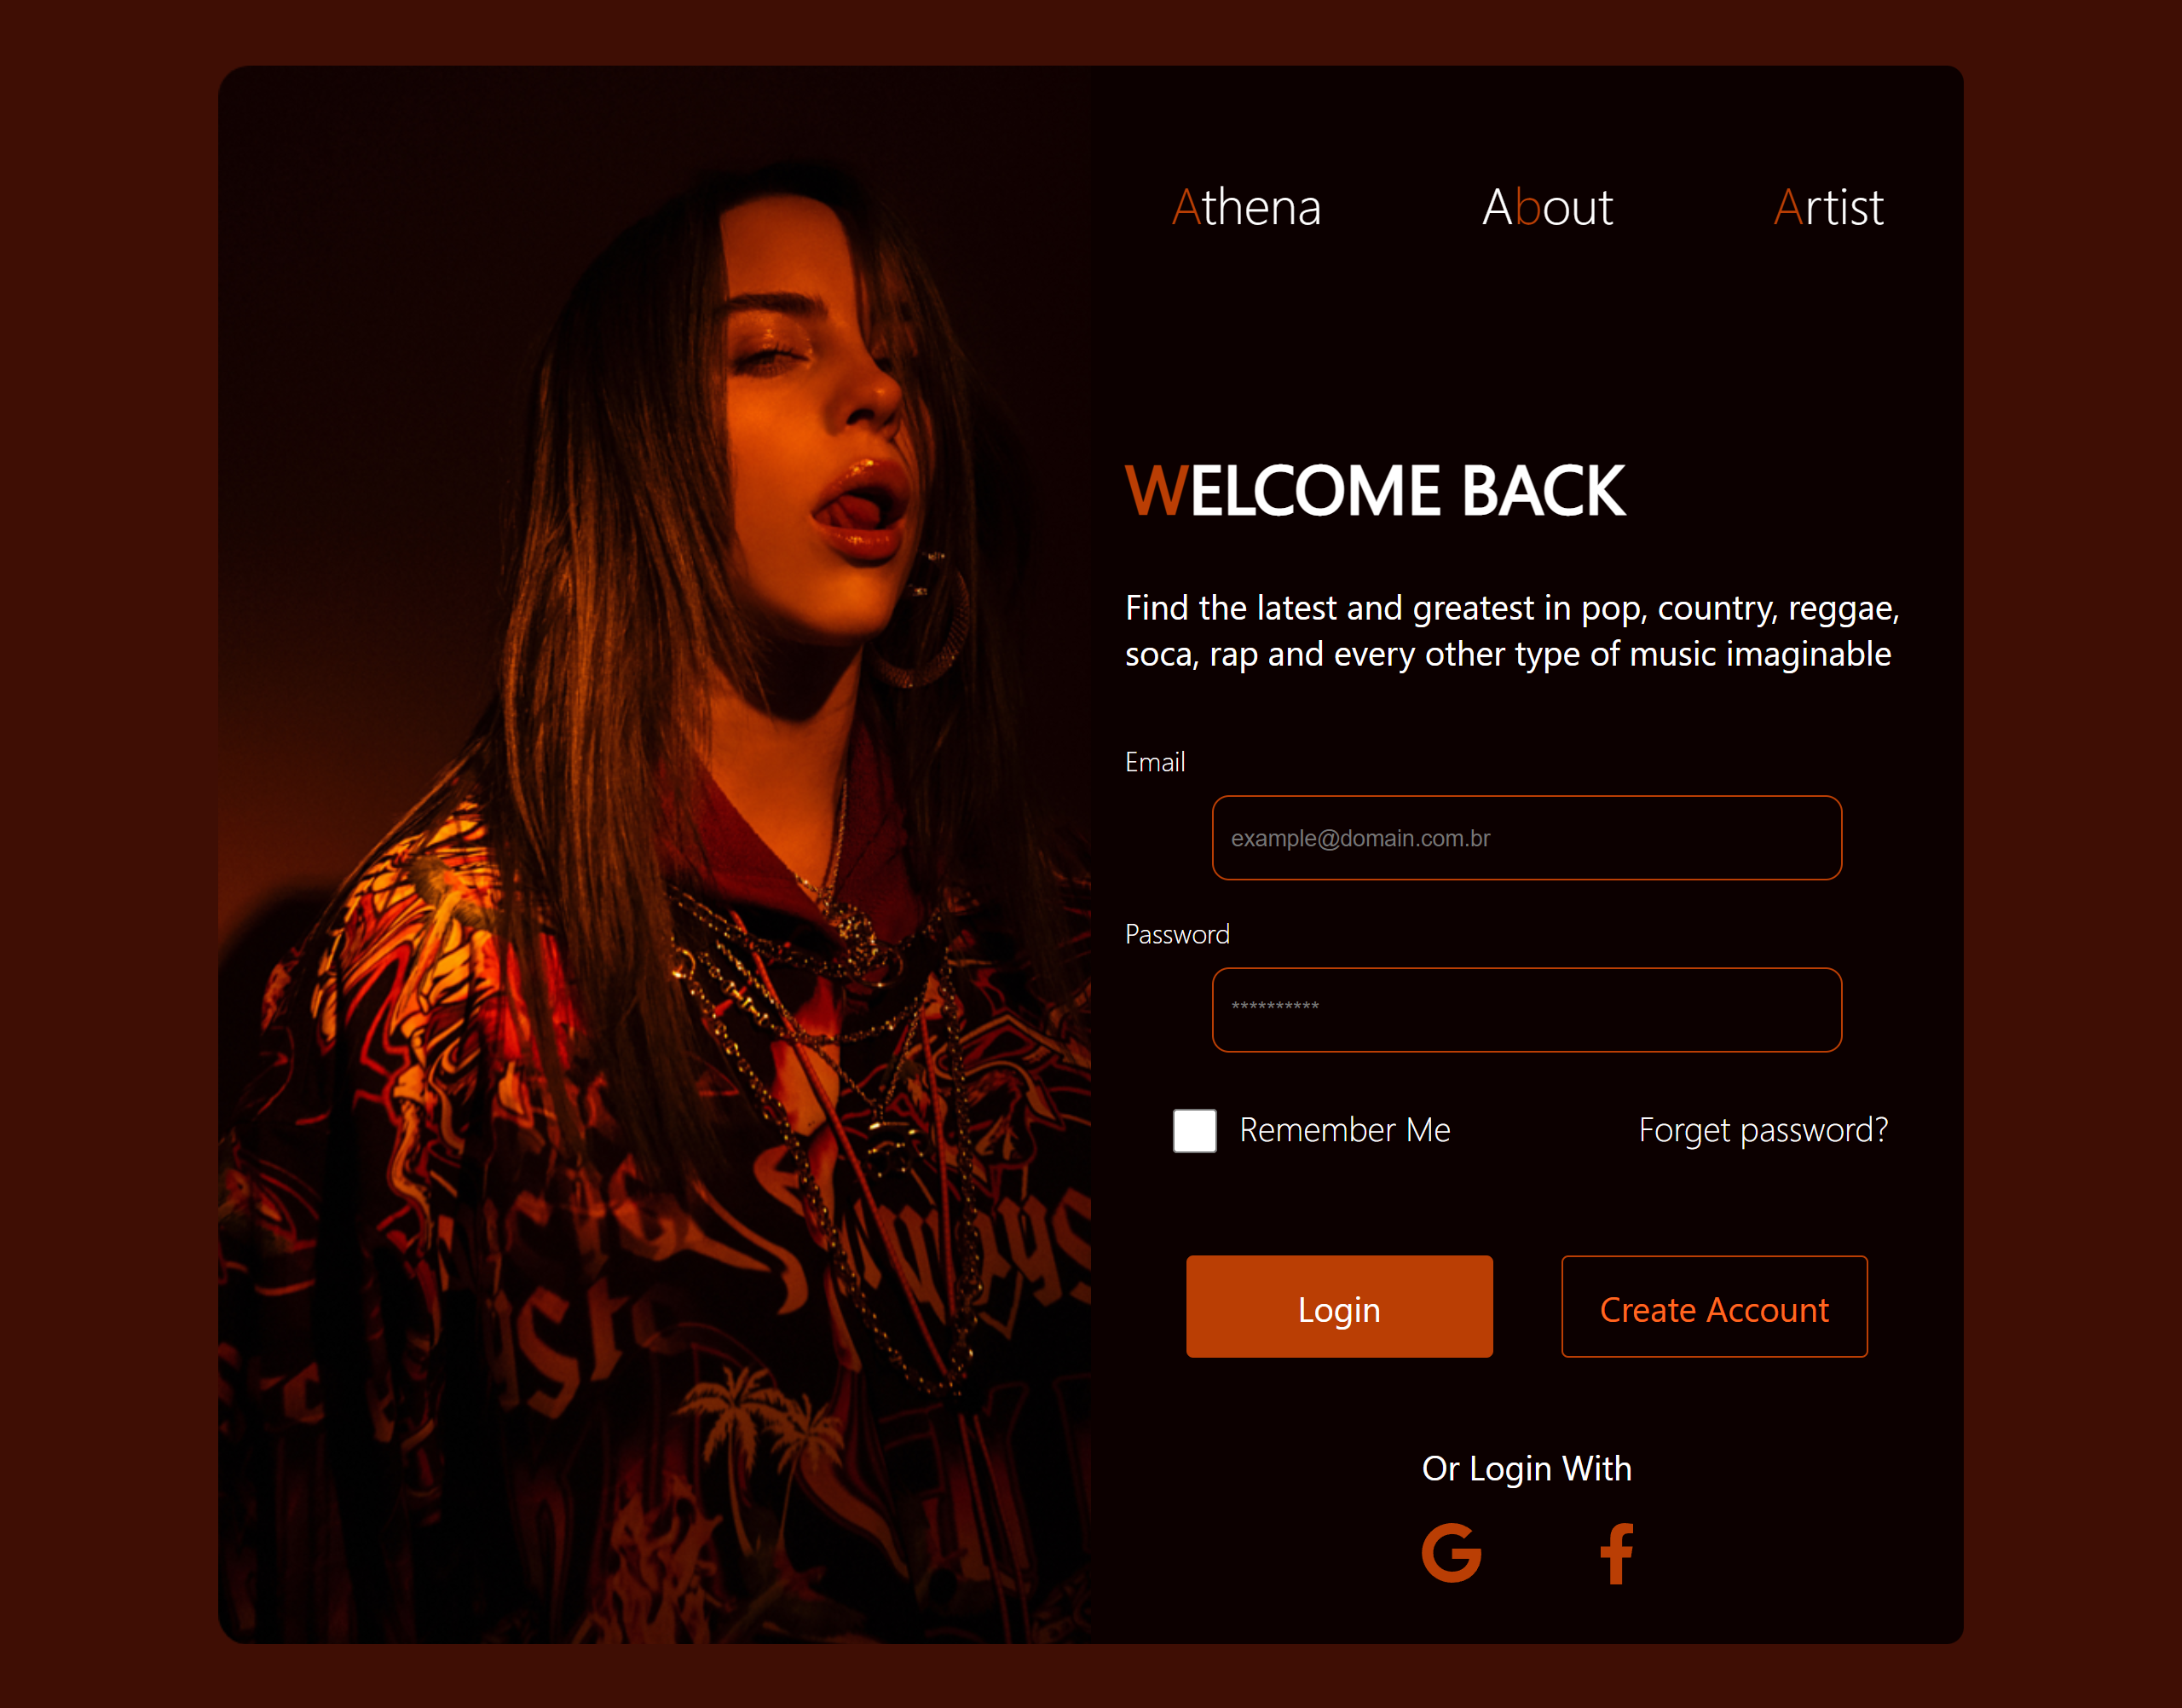 Athena About Artist
WELCOME BACK
Find the latest and greatest in pop, country, reggae,
soca, rap and every other type of music imaginable
Email
example@domain.com.br
Password
**********
Remember Me Forget password?
Login Create Account
Or Login With